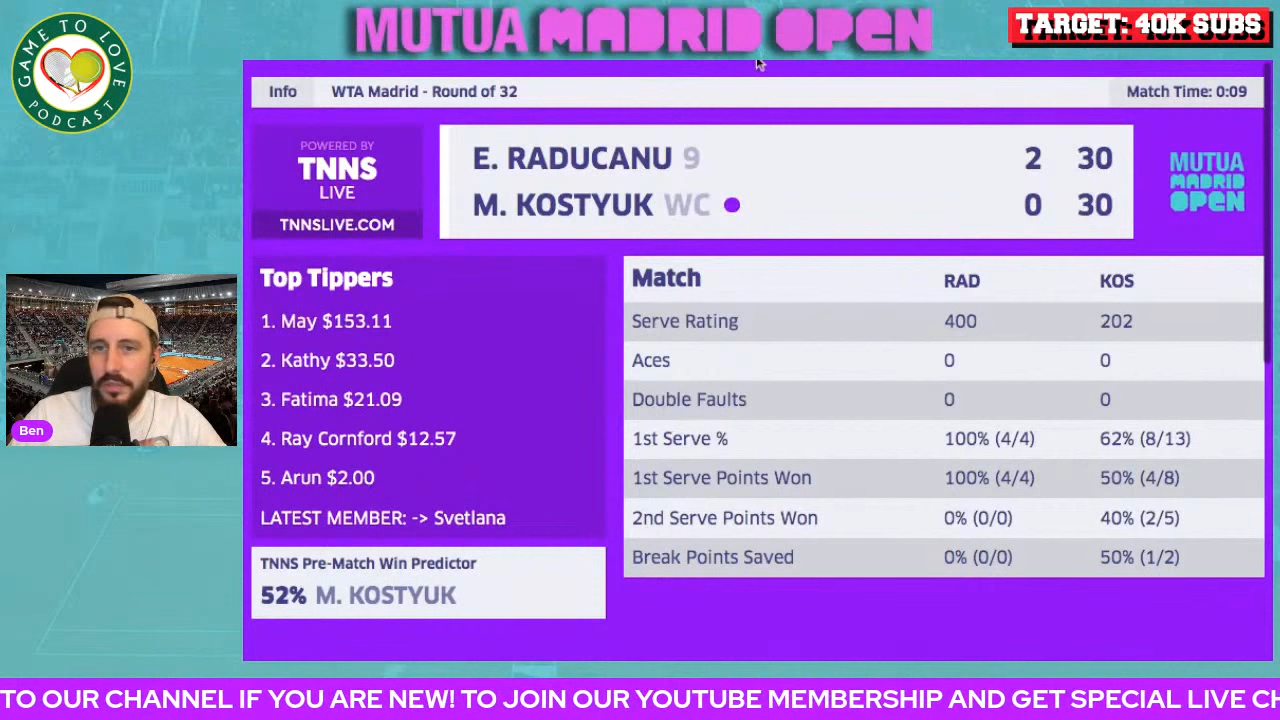 GAME TO LOVE
PODCAST
MUTUA MADRID OPEN
TARGET: 40K SUBS
Info
WTA Madrid - Round of 32
Match Time: 0:09
POWERED BY
TNNS
LIVE
TNNSLIVE.COM
E. RADUCANU 9 2 30
M. KOSTYUK WC 0 30
MUTUA
MADRID
OPEN
Top Tippers
1. May $153.11
2. Kathy $33.50
3. Fatima $21.09
4. Ray Cornford $12.57
5. Arun $2.00
LATEST MEMBER: -> Svetlana
TNNS Pre-Match Win Predictor
52% M. KOSTYUK
Match RAD KOS
Serve Rating 400 202
Aces 0 0
Double Faults 0 0
1st Serve % 100% (4/4) 62% (8/13)
1st Serve Points Won 100% (4/4) 50% (4/8)
2nd Serve Points Won 0% (0/0) 40% (2/5)
Break Points Saved 0% (0/0) 50% (1/2)
Ben
TO OUR CHANNEL IF YOU ARE NEW! TO JOIN OUR YOUTUBE MEMBERSHIP AND GET SPECIAL LIVE CH